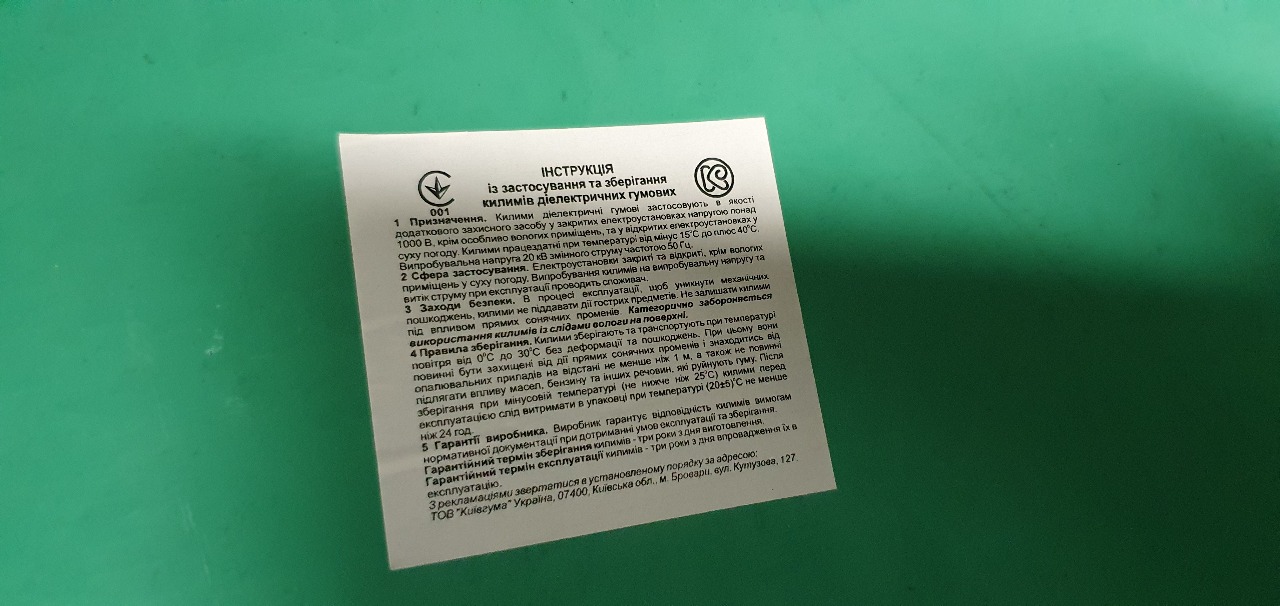 ІНСТРУКЦІЯ
із застосування та зберігання
килимів діелектричних гумових
001
1 Призначення. Килими діелектричні гумові застосовують в якості
додаткового захисного засобу у закритих електроустановках напругою понад
1000 В, крім особливо вологих приміщень, та у відкритих електроустановках у
суху погоду. Килими працездатні при температурі від мінус 15°С до плюс 40°С.
Випробувальна напруга 20 кВ змінного струму частотою 50 Гц.
2 Сфера застосування. Електроустановки закриті та відкриті, крім вологих
приміщень у суху погоду. Випробування килимів на випробувальну напругу та
витік струму при експлуатації проводить споживач.
3 Заходи безпеки. В процесі експлуатації, щоб уникнути механічних
пошкоджень, килими не піддавати дії гострих предметів. Не залишати килими
під впливом прямих сонячних променів Категорично забороняється
використання килимів із слідами вологи на поверхні.
4 Правила зберігання. Килими зберігають та транспортують при температурі
повітря від 0°С до 30°С без деформації та пошкоджень. При цьому вони
повинні бути захищені від дії прямих сонячних променів і знаходитись від
опалювальних приладів на відстані не менше ніж 1 м, а також не повинні
підлягати впливу масел, бензину та інших речовин, які руйнують гуму. Після
зберігання при мінусовій температурі (не нижче ніж 25°С) килими перед
експлуатацією слід витримати в упаковці при температурі (20±5)°С не менше
ніж 24 год.
5 Гарантії виробника. Виробник гарантує відповідність килимів вимогам
нормативної документації при дотриманні умов експлуатації та зберігання.
Гарантійний термін зберігання килимів - три роки з дня виготовлення.
Гарантійний термін експлуатації килимів - три роки з дня впровадження їх в
експлуатацію.
З рекламаціями звертатися в установленому порядку за адресою:
ТОВ "Київгума" Україна, 07400, Київська обл., м. Бровари, вул. Кутузова, 127.